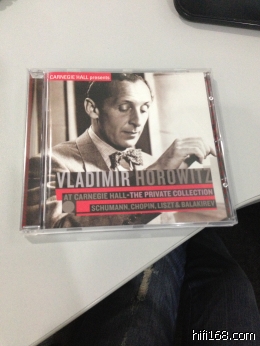 CARNEGIE HALL presents
VLADIMIR HOROWITZ
AT CARNEGIE HALL-THE PRIVATE COLLECTION
SCHUMANN, CHOPIN, LISZT & BALAKIREV
hifi168.com